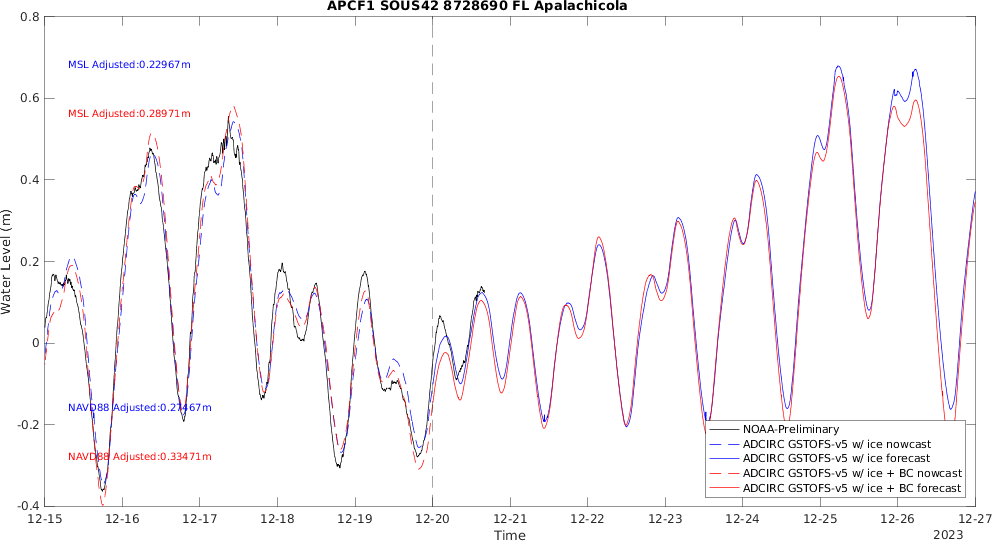 APCF1 SOUS42 8728690 FL Apalachicola
0.8
0.6
0.4
0.2
0
-0.2
-0.4
Water Level (m)
MSL Adjusted:0.22967m
MSL Adjusted:0.28971m
NAVD88 Adjusted:0.27467m
NAVD88 Adjusted:0.33471m
NOAA-Preliminary
ADCIRC GSTOFS-v5 w/ ice nowcast
ADCIRC GSTOFS-v5 w/ ice forecast
ADCIRC GSTOFS-v5 w/ ice + BC nowcast
ADCIRC GSTOFS-v5 w/ ice + BC forecast
12-15 12-16 12-17 12-18 12-19 12-20 12-21 12-22 12-23 12-24 12-25 12-26 12-27
Time
2023